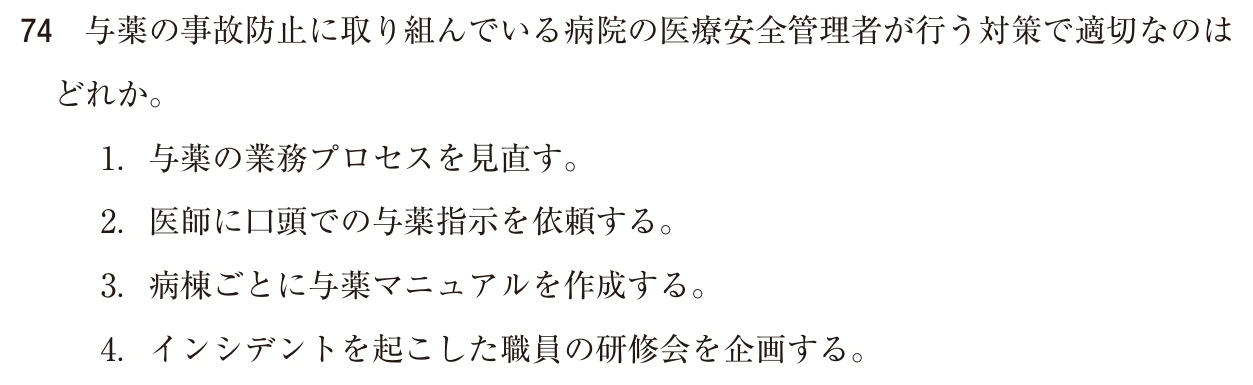 74 与薬の事故防止に取り組んでいる病院の医療安全管理者が行う対策で適切なのは
どれか。
1. 与薬の業務プロセスを見直す。
2. 医師に口頭での与薬指示を依頼する。
3. 病棟ごとに与薬マニュアルを作成する。
4. インシデントを起こした職員の研修会を企画する。